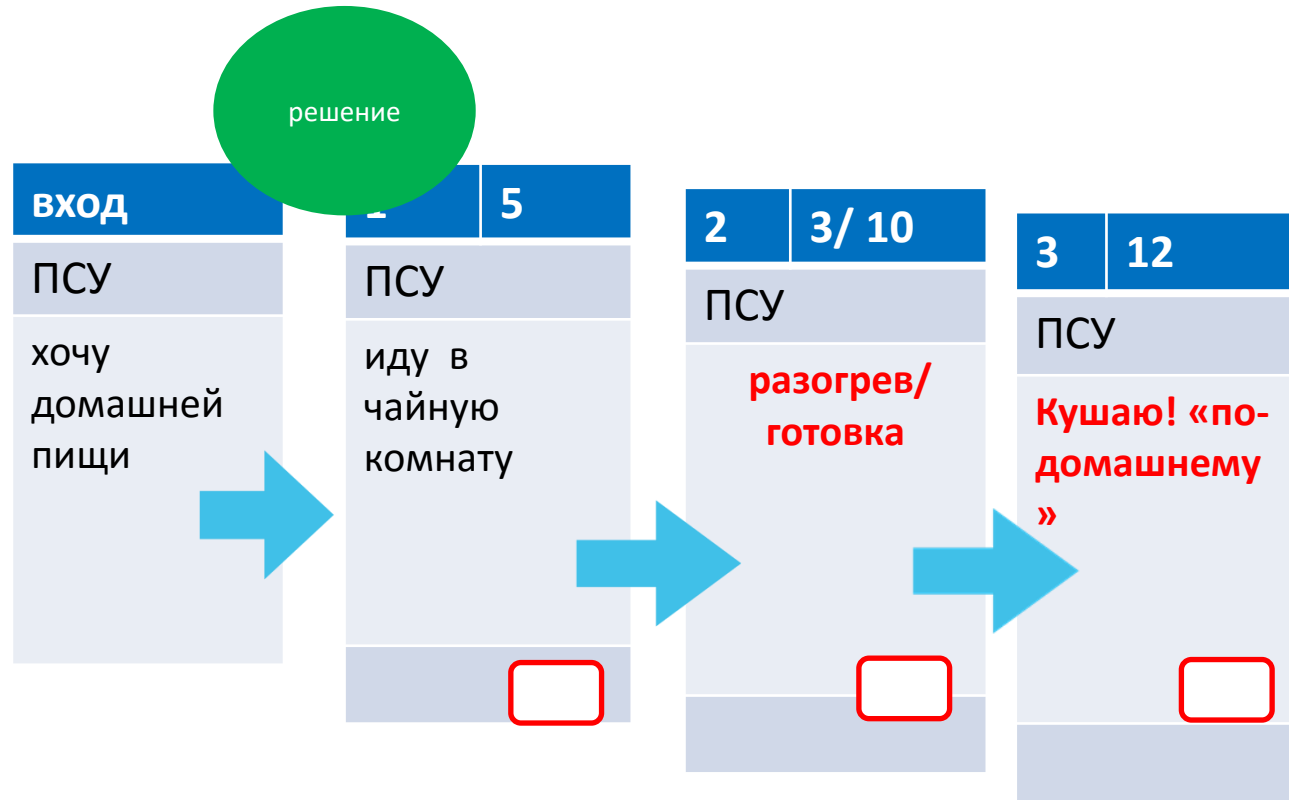 решение
вход
ПСУ
хочу
домашней
пищи
1 5
ПСУ
иду в
чайную
комнату
2 3/ 10
ПСУ
разогрев/
готовка
3 12
ПСУ
Кушаю! «по-
домашнему
»